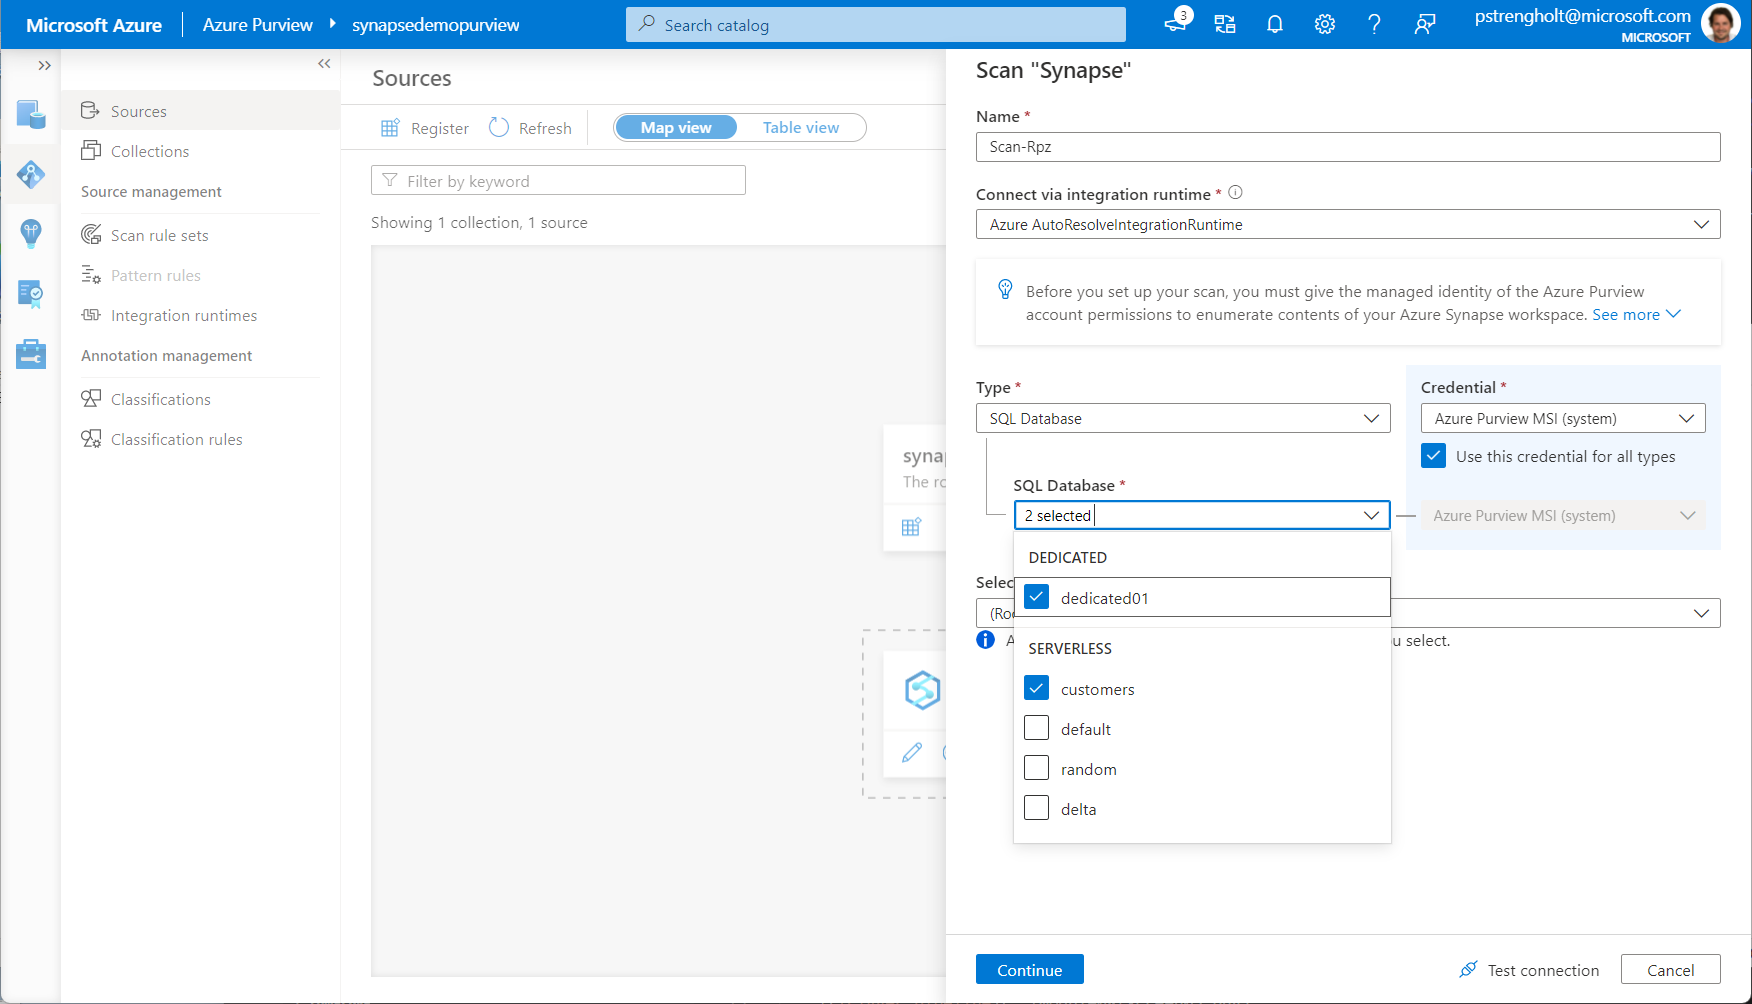 Microsoft Azure
Azure Purview
synapsedemopurview
Search catalog
3
pstrengholt@microsoft.com
MICROSOFT
Sources
Collections
Source management
Scan rule sets
Pattern rules
Integration runtimes
Annotation management
Classifications
Classification rules
Sources
Register
Refresh
Map view
Table view
Filter by keyword
Showing 1 collection, 1 source
syna
The ro
Scan "Synapse"
Name *
Scan-Rpz
Connect via integration runtime *
Azure AutoResolveIntegrationRuntime
Before you set up your scan, you must give the managed identity of the Azure Purview
account permissions to enumerate contents of your Azure Synapse workspace. See more
Type *
SQL Database
Credential *
Azure Purview MSI (system)
Use this credential for all types
SQL Database *
2 selected
Azure Purview MSI (system)
DEDICATED
Selec
dedicated01
(Roo
A
u select.
SERVERLESS
customers
default
random
delta
Continue
Test connection
Cancel